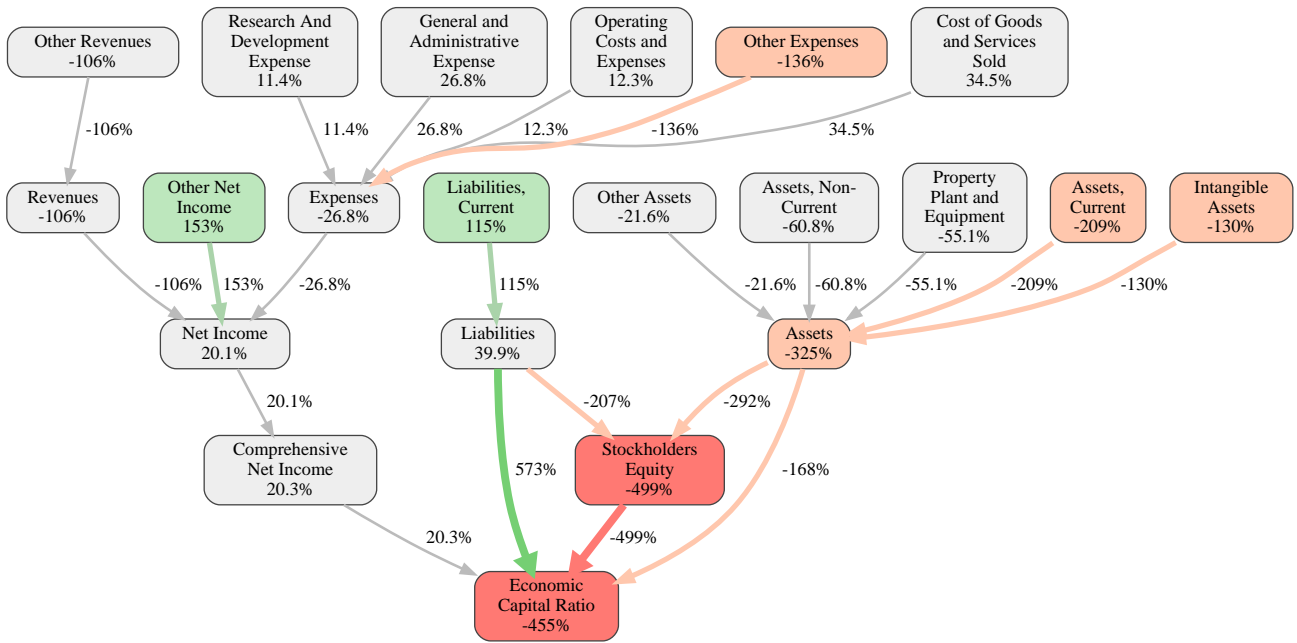 Other Revenues
-106%
Research And
Development
Expense
11.4%
General and
Administrative
Expense
26.8%
Operating
Costs and
Expenses
12.3%
Other Expenses
-136%
Cost of Goods
and Services
Sold
34.5%
-106%
11.4%
26.8%
12.3%
-136%
34.5%
Revenues
-106%
Other Net
Income
153%
Expenses
-26.8%
Liabilities,
Current
115%
Other Assets
-21.6%
Assets, Non-
Current
-60.8%
Property
Plant and
Equipment
-55.1%
Assets,
Current
-209%
Intangible
Assets
-130%
-106%
153%
-26.8%
115%
-21.6%
-60.8%
-55.1%
-209%
-130%
Net Income
20.1%
Liabilities
39.9%
Assets
-325%
20.1%
-207%
-292%
Comprehensive
Net Income
20.3%
573%
Stockholders
Equity
-499%
-168%
20.3%
-499%
Economic
Capital Ratio
-455%